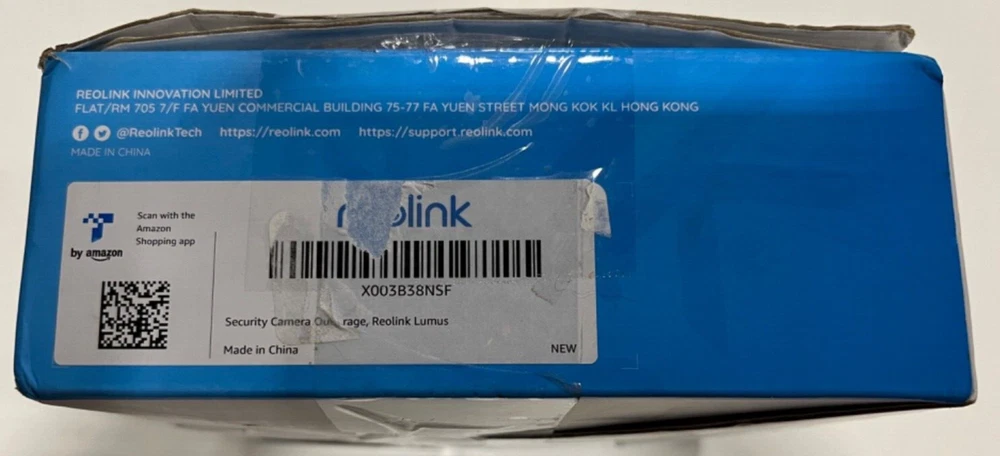 REOLINK INNOVATION LIMITED
FLAT/RM 705 7/F FA YUEN COMMERCIAL BUILDING 75-77 FA YUEN STREET MONG KOK KL HONG KONG
@ReolinkTech https://reolink.com https://support.reolink.com
MADE IN CHINA
Scan with the
Amazon
Shopping app
by amazon
X003B38NSF
Security Camera rage, Reolink Lumus
Made in China
NEW